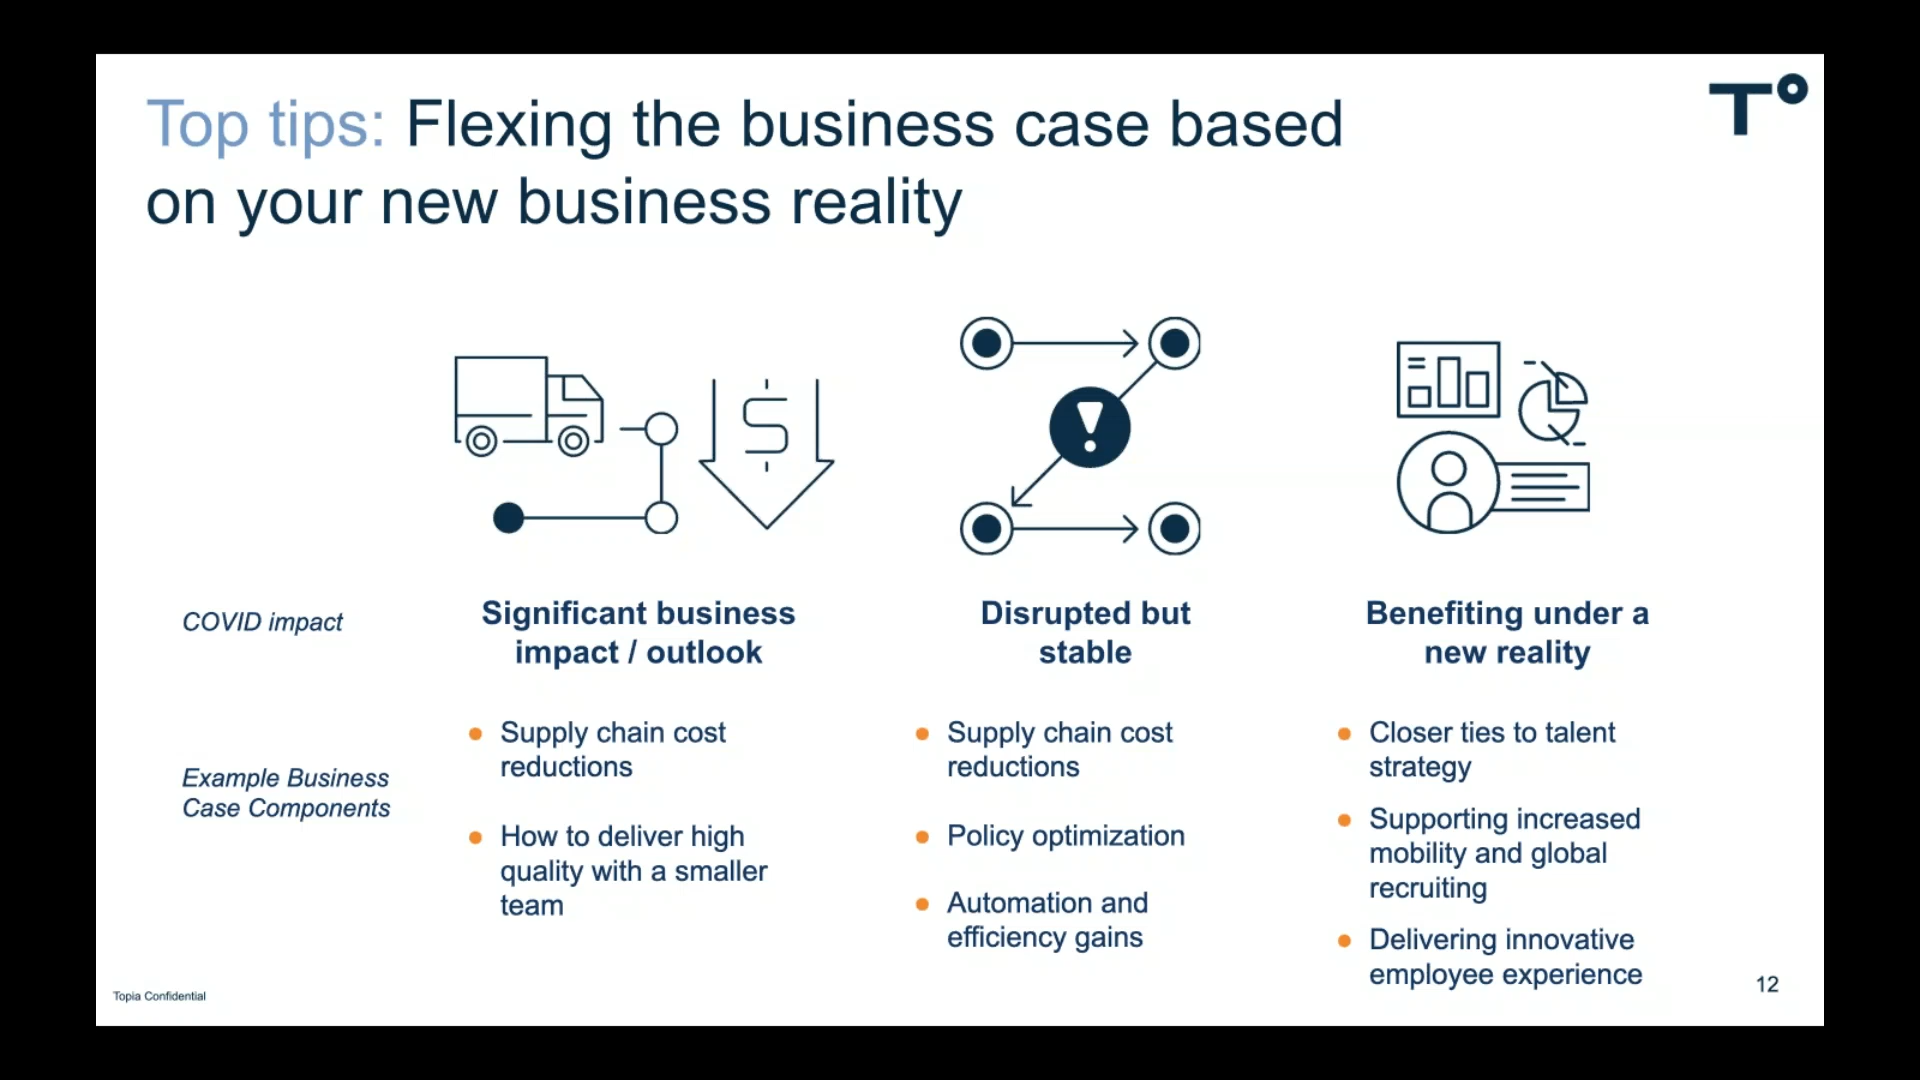 Top tips: Flexing the business case based
on your new business reality
T°
$
!
COVID impact
Significant business
impact / outlook
Disrupted but
stable
Benefiting under a
new reality
Example Business
Case Components
Supply chain cost
reductions
How to deliver high
quality with a smaller
team
Supply chain cost
reductions
Policy optimization
Automation and
efficiency gains
Closer ties to talent
strategy
Supporting increased
mobility and global
recruiting
Delivering innovative
employee experience
Topia Confidential
12